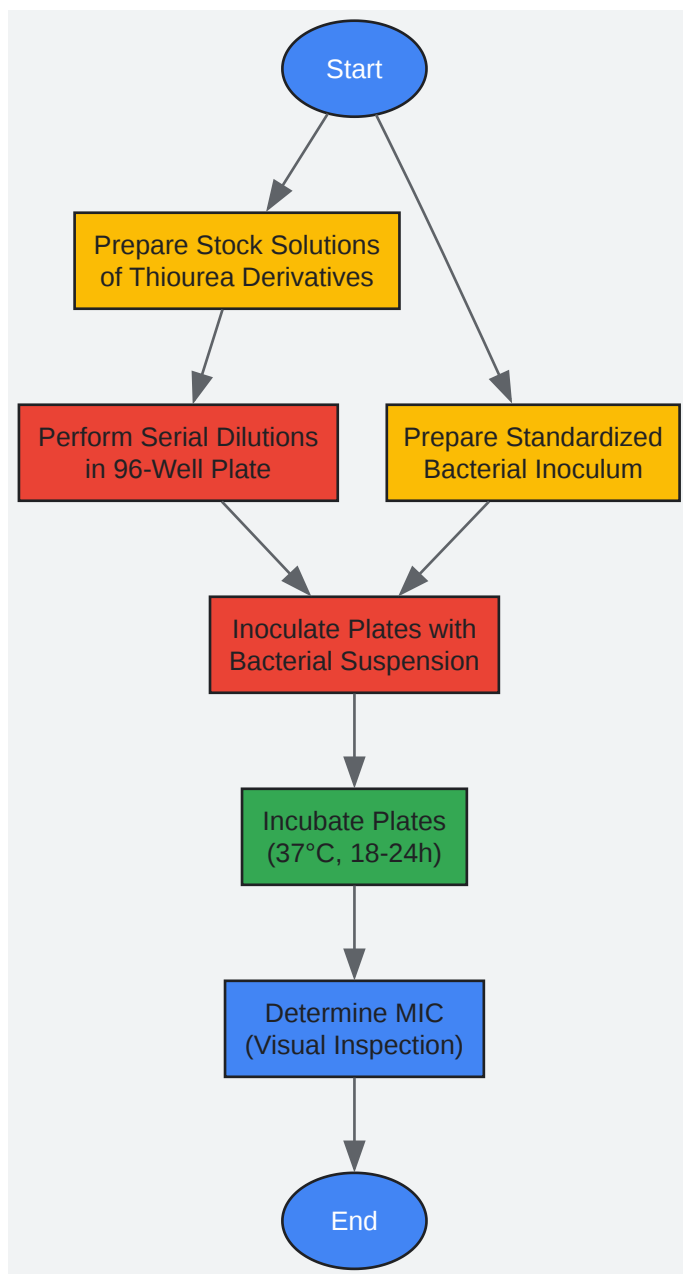 Start
Prepare Stock Solutions
of Thiourea Derivatives
Perform Serial Dilutions
in 96-Well Plate
Prepare Standardized
Bacterial Inoculum
Inoculate Plates with
Bacterial Suspension
Incubate Plates
(37°C, 18-24h)
Determine MIC
(Visual Inspection)
End